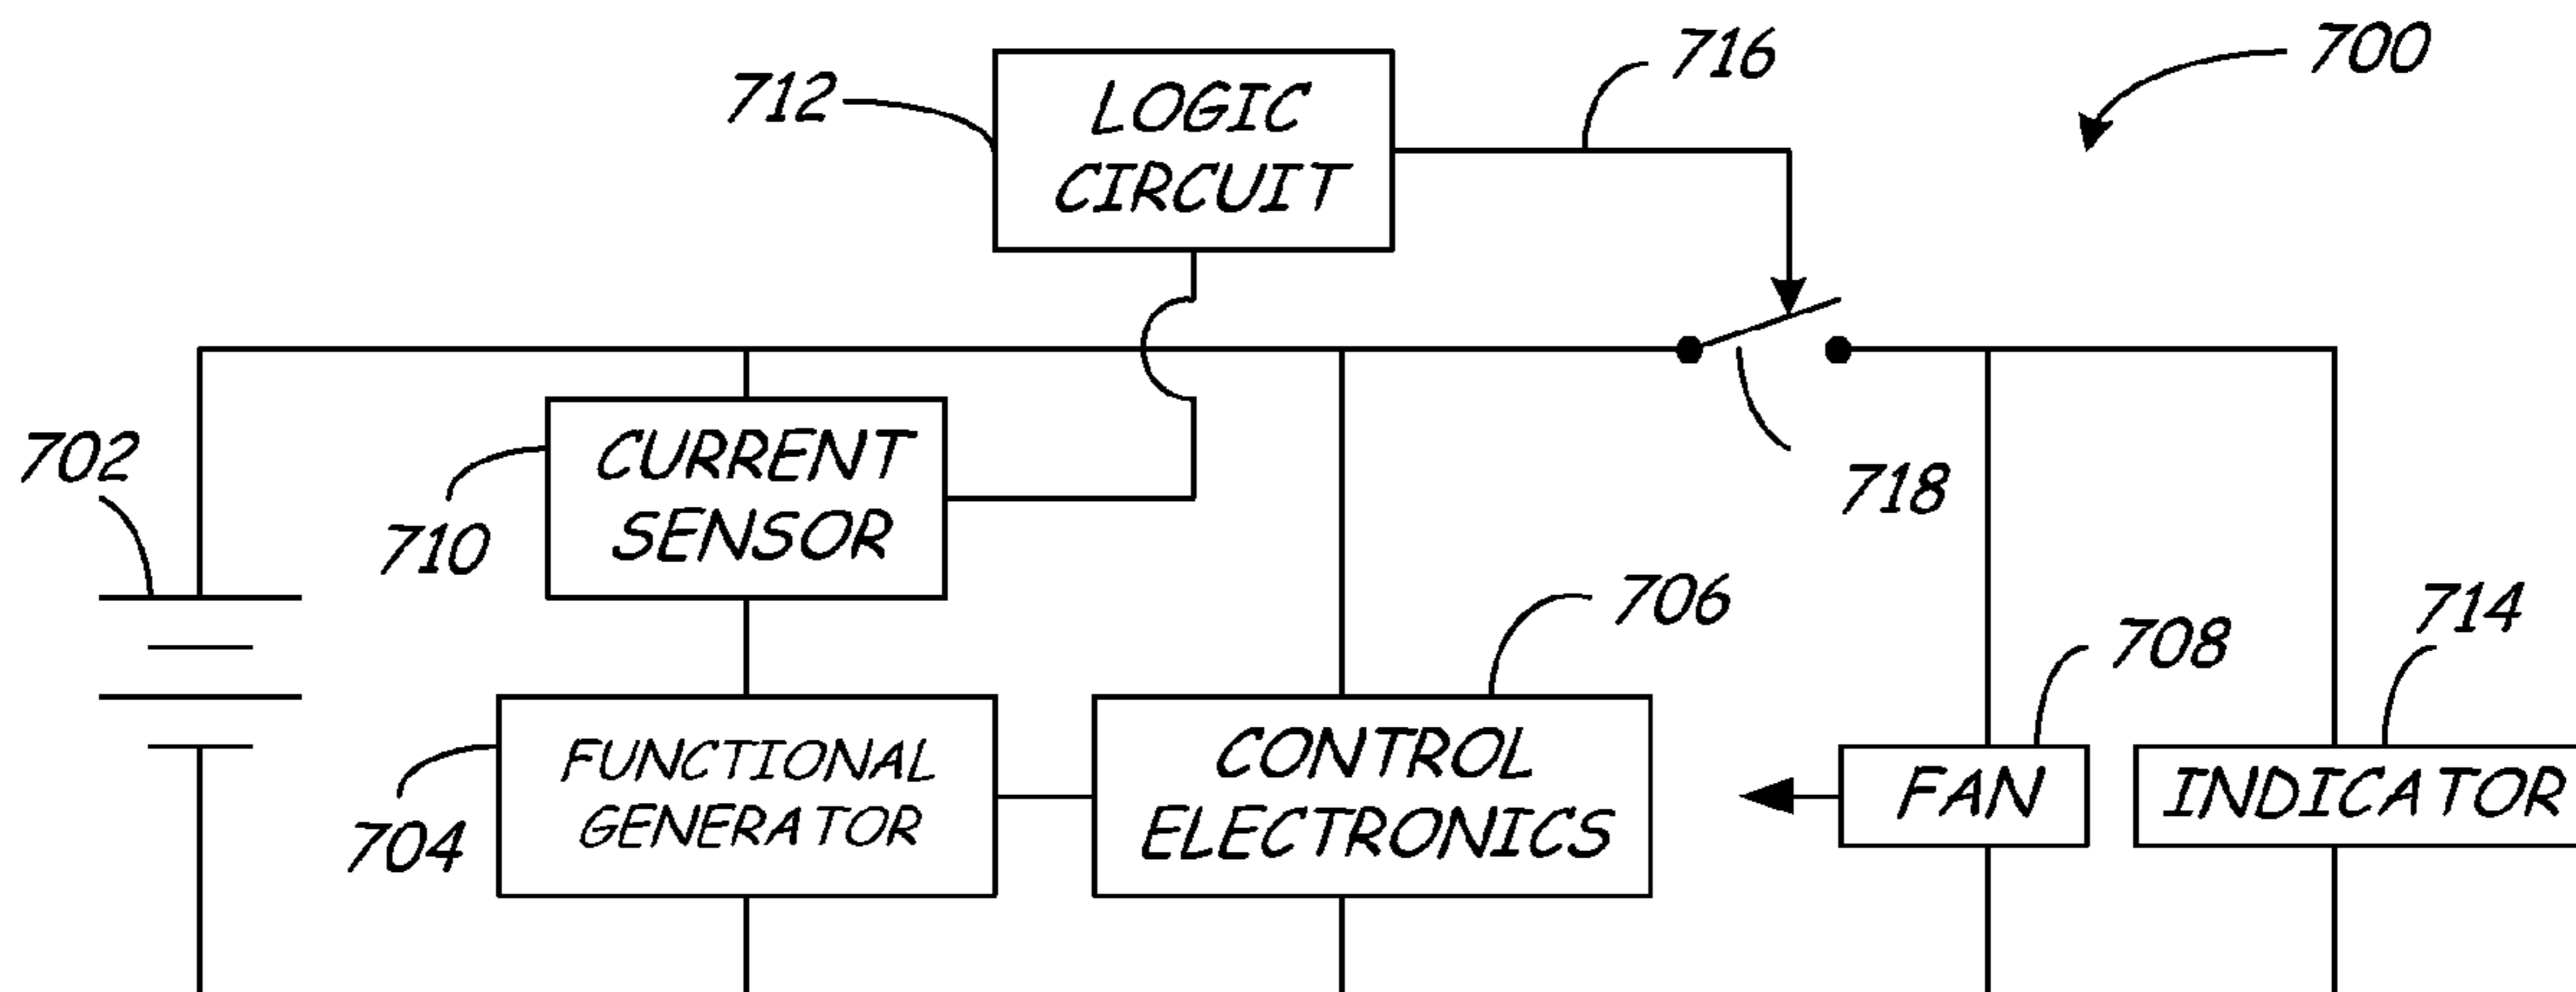 700
716
712
LOGIC
CIRCUIT
702
CURRENT
SENSOR
710
718
706
714
708
FUNCTIONAL
GENERATOR
704
CONTROL
ELECTRONICS
FAN
INDICATOR